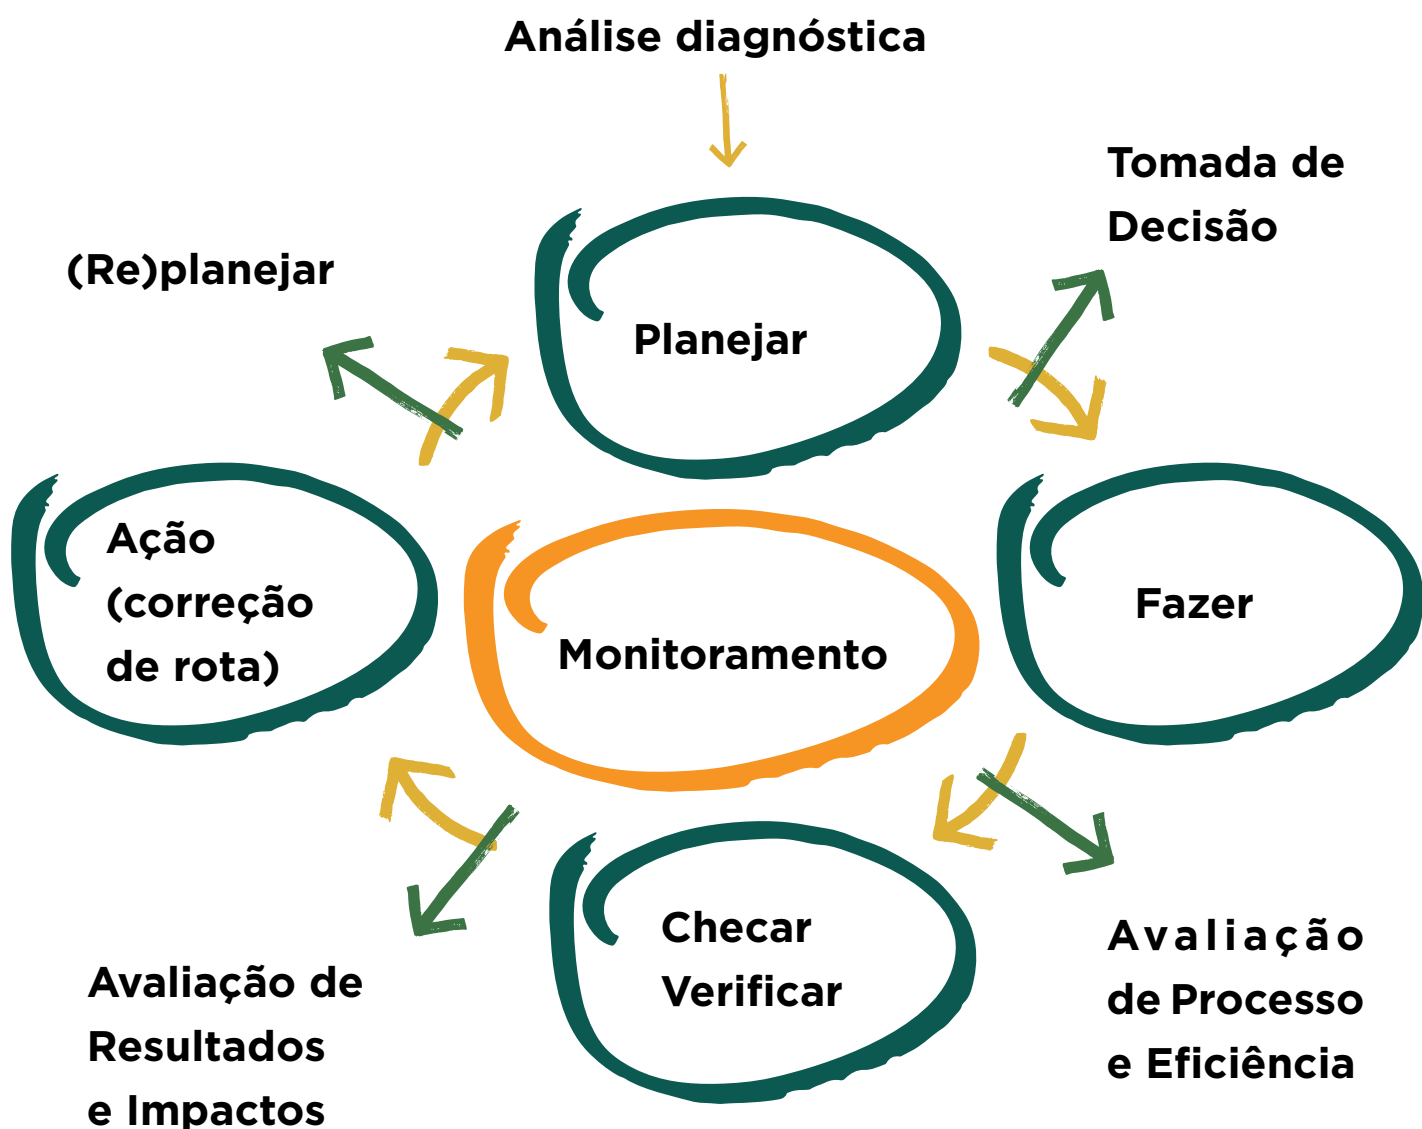 Análise diagnóstica
Tomada de
Decisão
(Re)planejar
Planejar
Ação
(correção
de rota)
Monitoramento
Fazer
Checar
Verificar
Avaliação
de Processo
e Eficiência
Avaliação de
Resultados
e Impactos